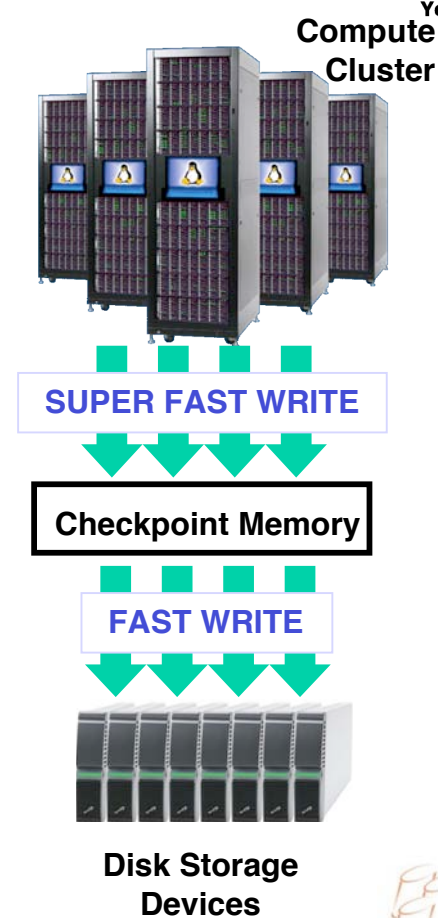 Compute
Cluster
SUPER FAST WRITE
Checkpoint Memory
FAST WRITE
Disk Storage
Devices